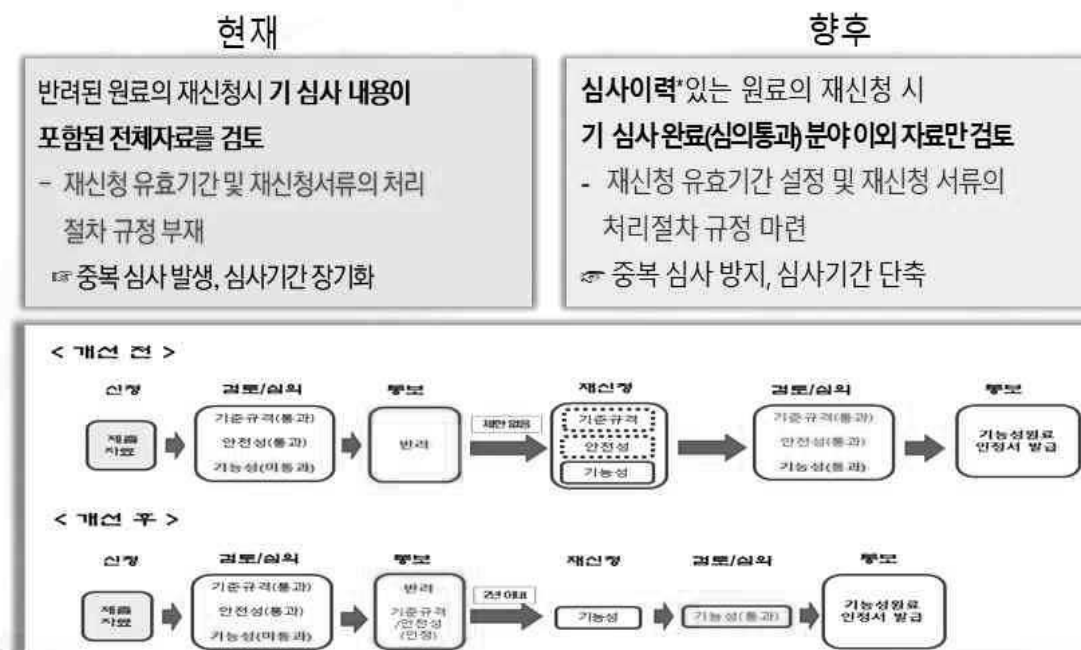 현재
반려된 원료의 재신청시 기 심사 내용이
포함된 전체자료를 검토
- 재신청 유효기간 및 재신청서류의 처리
절차 규정 부재
☞ 중복 심사 발생, 심사기간 장기화
향후
심사이력*있는 원료의 재신청 시
기 심사 완료(심의통과) 분야 이외 자료만 검토
- 재신청 유효기간 설정 및 재신청 서류의
처리절차 규정 마련
☞ 중복 심사 방지, 심사기간 단축
< 개선 전 >
신청
검토/심의
통보
재신청
검토/심의
통보
제출
자료
기준규격(통과)
안전성(통과)
기능성(미통과)
반려
제한 없음
기준규격
안전성
기능성
기준규격(통과)
안전성(통과)
기능성(통과)
기능성원료
인정서 발급
< 개선 후 >
신청
검토/심의
통보
재신청
검토/심의
통보
제출
자료
기준규격(통과)
안전성(통과)
기능성(미통과)
반려
기준규격
/안전성
(인정)
기능성
기능성(통과)
기능성원료
인정서 발급